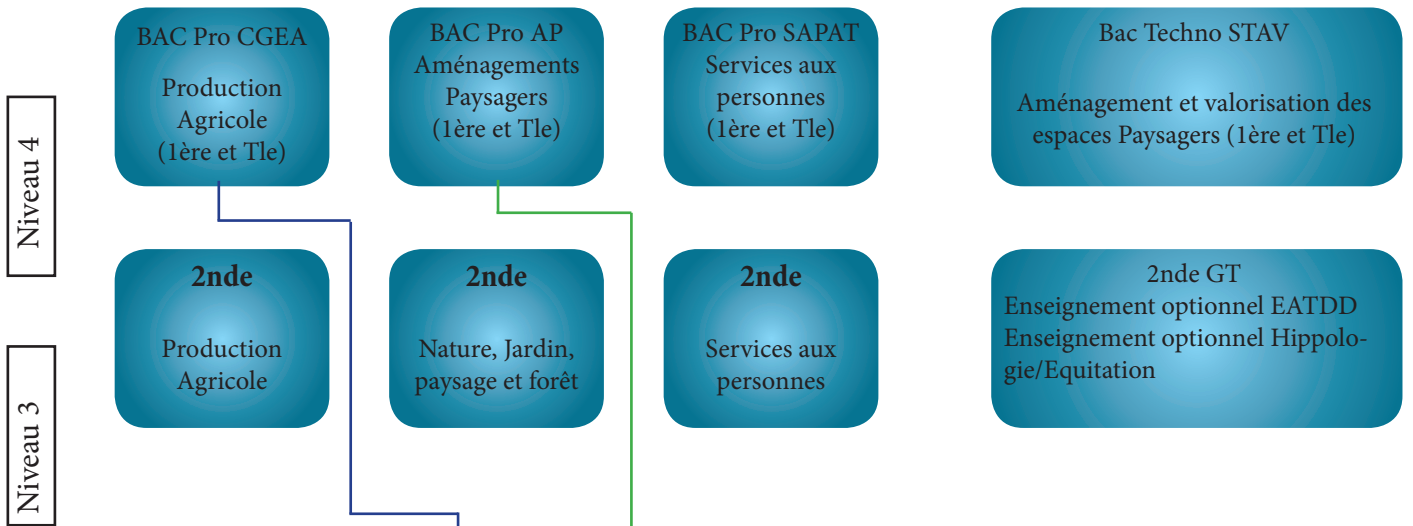 Niveau 4
BAC Pro CGEA
Production
Agricole
(1ère et Tle)
BAC Pro AP
Aménagements
Paysagers
(1ère et Tle)
BAC Pro SAPAT
Services aux
personnes
(1ère et Tle)
Bac Techno STAV
Aménagement et valorisation des
espaces Paysagers (1ère et Tle)
Niveau 3
2nde
Production
Agricole
2nde
Nature, Jardin,
paysage et forêt
2nde
Services aux
personnes
2nde GT
Enseignement optionnel EATDD
Enseignement optionnel Hippolo-
gie/Equitation